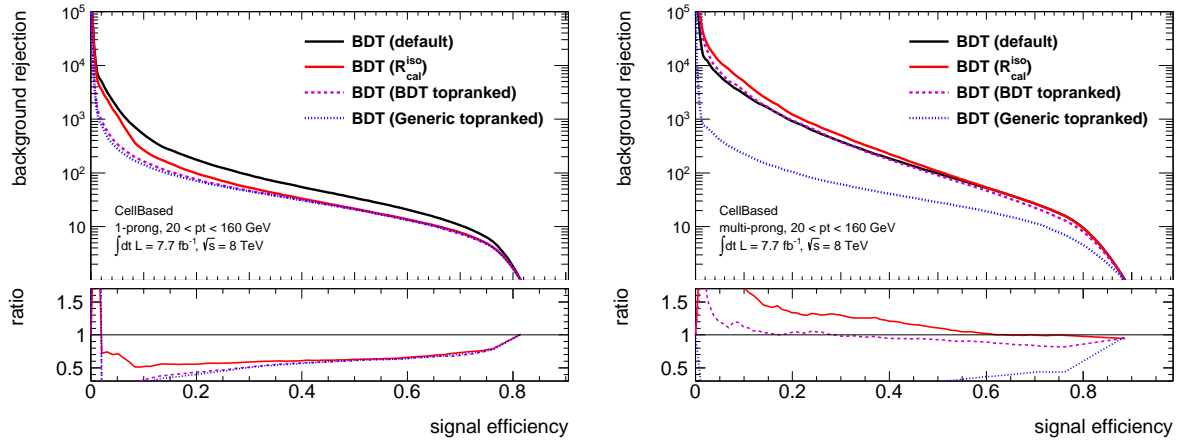 background rejection
10⁵
10⁴
10³
10²
10
BDT (default)
BDT (R_cal^iso)
BDT (BDT topranked)
BDT (Generic topranked)
CellBased
1-prong, 20 < pt < 160 GeV
∫dt L = 7.7 fb⁻¹, √s = 8 TeV
ratio
1.5
1
0.5
0 0.2 0.4 0.6 0.8
signal efficiency
background rejection
10⁵
10⁴
10³
10²
10
BDT (default)
BDT (R_cal^iso)
BDT (BDT topranked)
BDT (Generic topranked)
CellBased
multi-prong, 20 < pt < 160 GeV
∫dt L = 7.7 fb⁻¹, √s = 8 TeV
ratio
1.5
1
0.5
0 0.2 0.4 0.6 0.8
signal efficiency